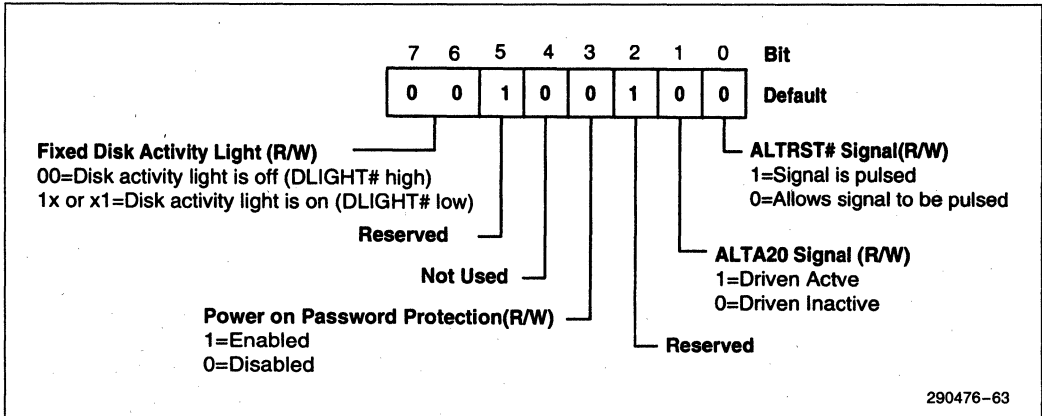 7 6 5 4 3 2 1 0 Bit
0 0 1 0 0 1 0 0 Default
Fixed Disk Activity Light (R/W)
00=Disk activity light is off (DLIGHT# high)
1x or x1=Disk activity light is on (DLIGHT# low)
Reserved
Not Used
Power on Password Protection(R/W)
1=Enabled
0=Disabled
ALTRST# Signal(R/W)
1=Signal is pulsed
0=Allows signal to be pulsed
ALTA20 Signal (R/W)
1=Driven Actve
0=Driven Inactive
Reserved
290476–63